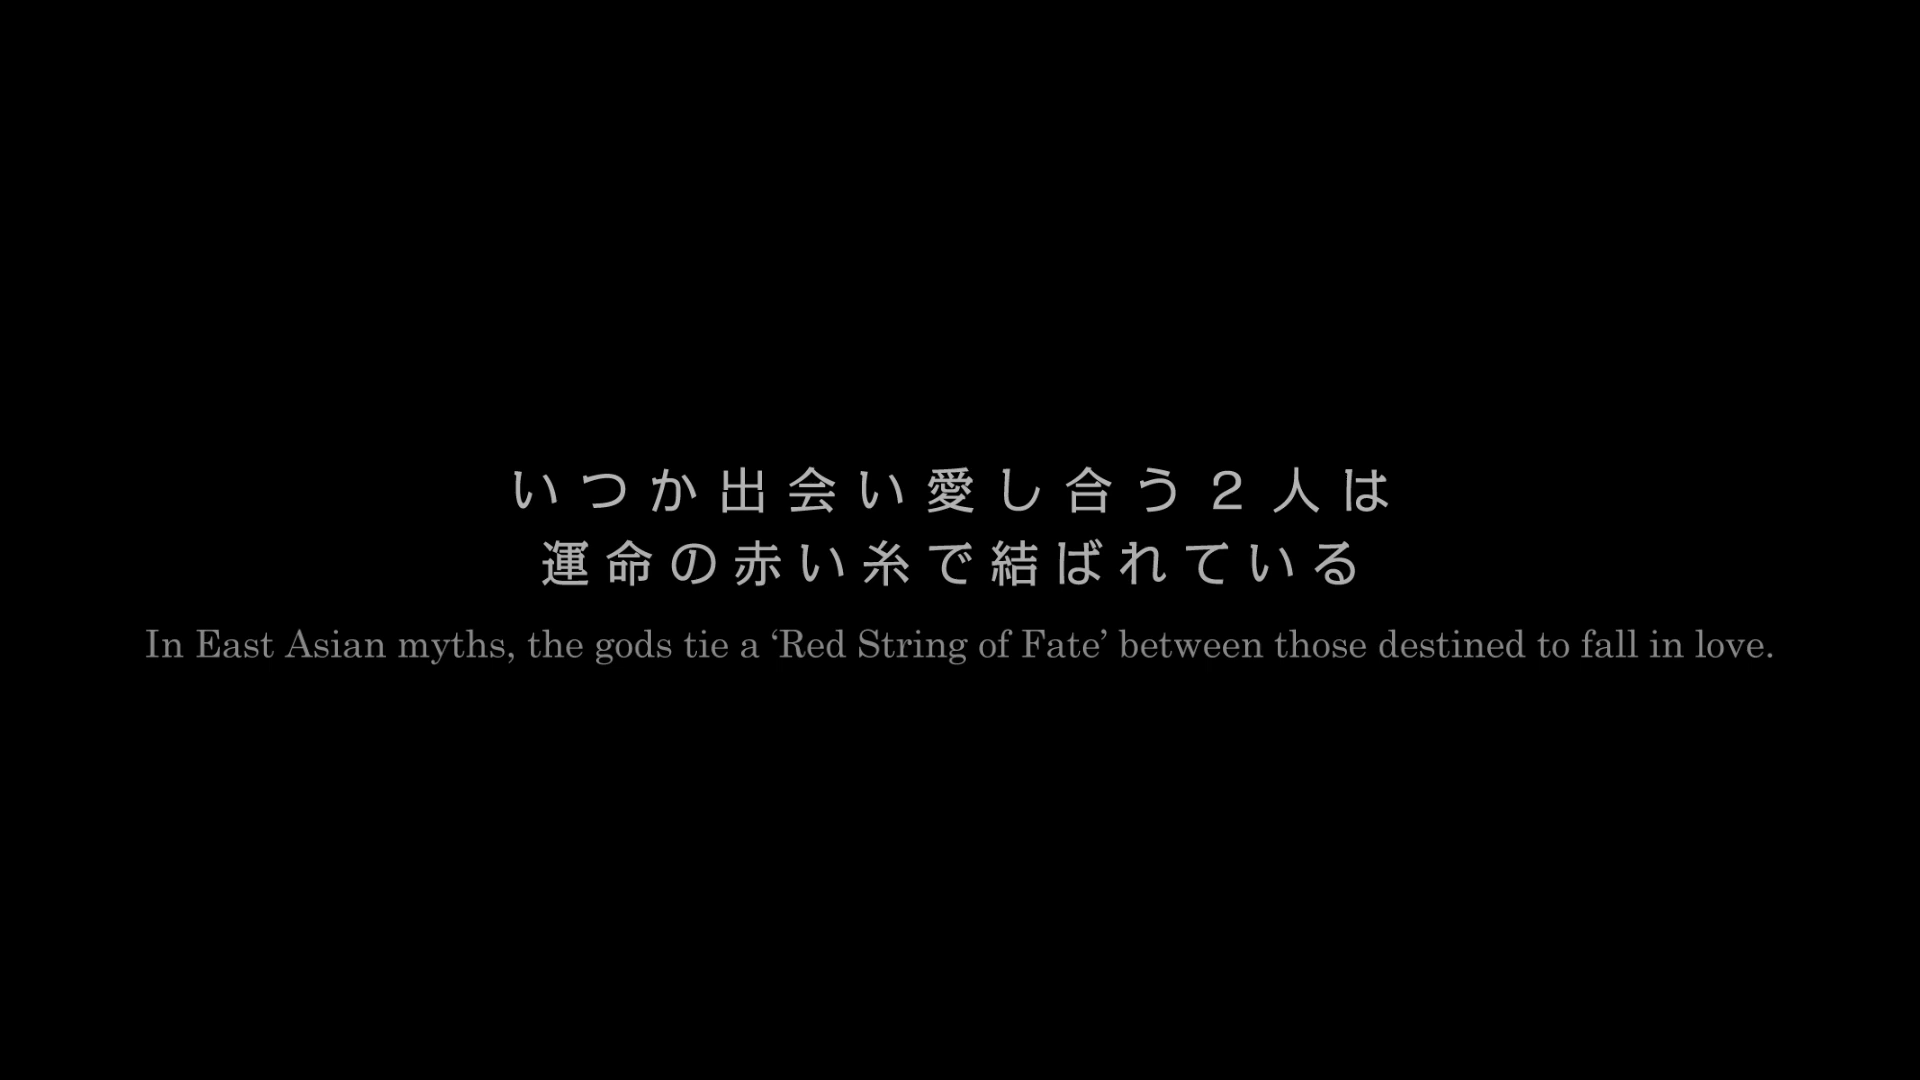 いつか出会い愛し合う２人は
運命の赤い糸で結ばれている
In East Asian myths, the gods tie a ‘Red String of Fate’ between those destined to fall in love.